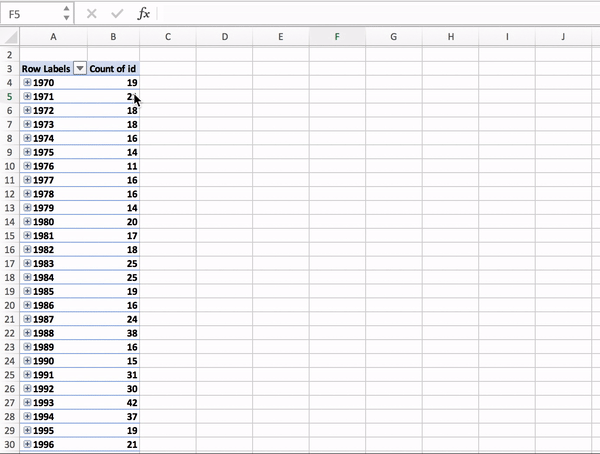 F5 fx
A B C D E F G H I J
2
3 Row Labels Count of id
4 1970 19
5 1971 2
6 1972 18
7 1973 18
8 1974 16
9 1975 14
10 1976 11
11 1977 16
12 1978 16
13 1979 14
14 1980 20
15 1981 17
16 1982 18
17 1983 25
18 1984 25
19 1985 19
20 1986 16
21 1987 24
22 1988 38
23 1989 16
24 1990 15
25 1991 31
26 1992 30
27 1993 42
28 1994 37
29 1995 19
30 1996 21